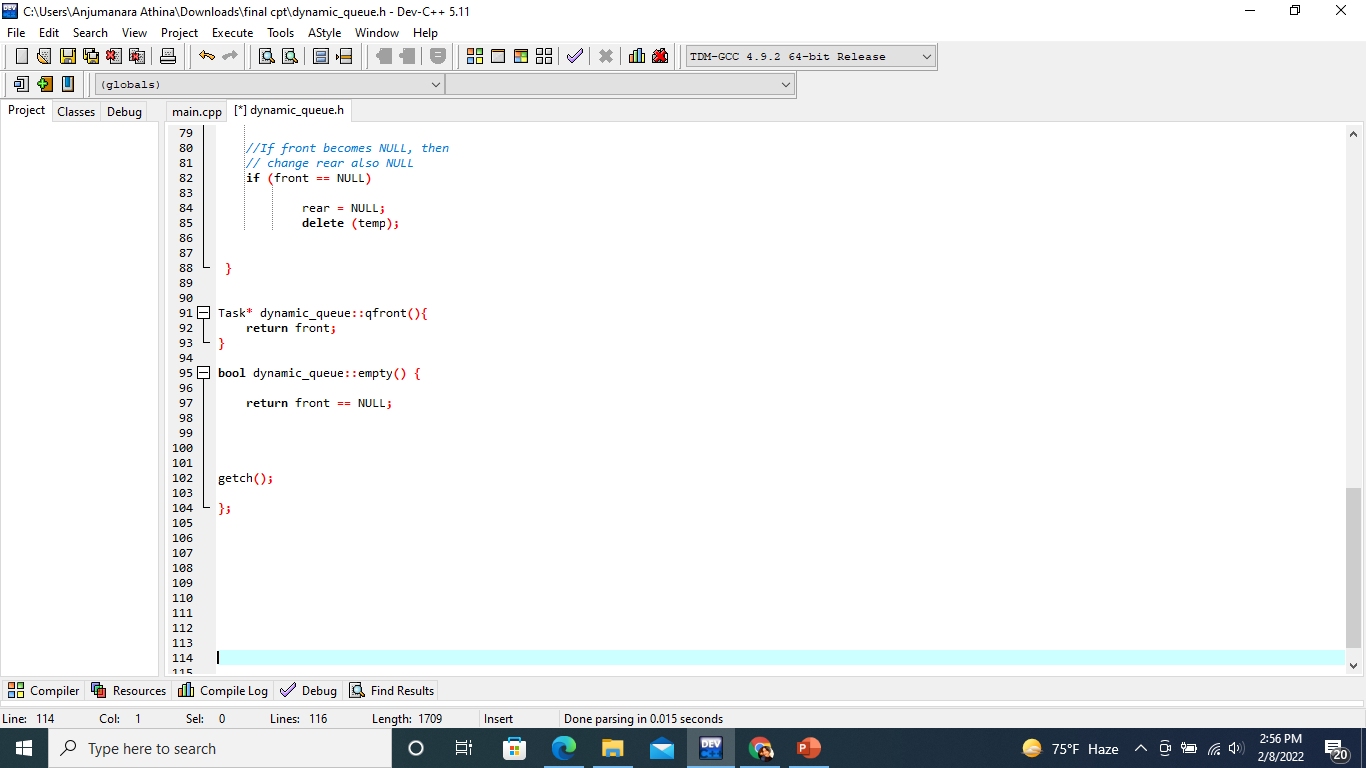 C:\Users\Anjumanara Athina\Downloads\final cpt\dynamic_queue.h - Dev-C++ 5.11
File Edit Search View Project Execute Tools AStyle Window Help
TDM-GCC 4.9.2 64-bit Release
(globals)
Project Classes Debug main.cpp [*] dynamic_queue.h
79
80 //If front becomes NULL, then
81 // change rear also NULL
82 if (front == NULL)
83
84 rear = NULL;
85 delete (temp);
86
87
88 }
89
90
91 Task* dynamic_queue::qfront(){
92 return front;
93 }
94
95 bool dynamic_queue::empty() {
96
97 return front == NULL;
98
99
100
101
102 getch();
103
104 };
105
106
107
108
109
110
111
112
113
114
115
Compiler Resources Compile Log Debug Find Results
Line: 114 Col: 1 Sel: 0 Lines: 116 Length: 1709 Insert Done parsing in 0.015 seconds
Type here to search DEV 75°F Haze 2:56 PM
2/8/2022 20